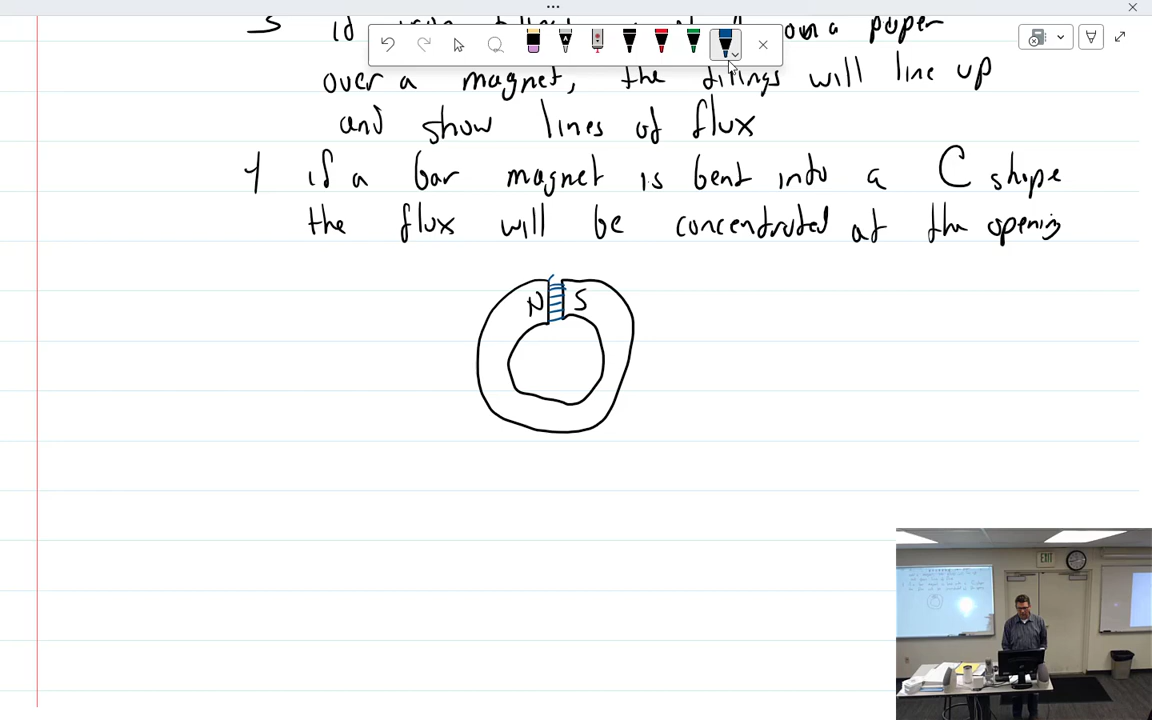 over a magnet, the filings will line up
and show lines of flux
4 if a bar magnet is bent into a C shape
the flux will be concentrated at the opening
N S
EXIT